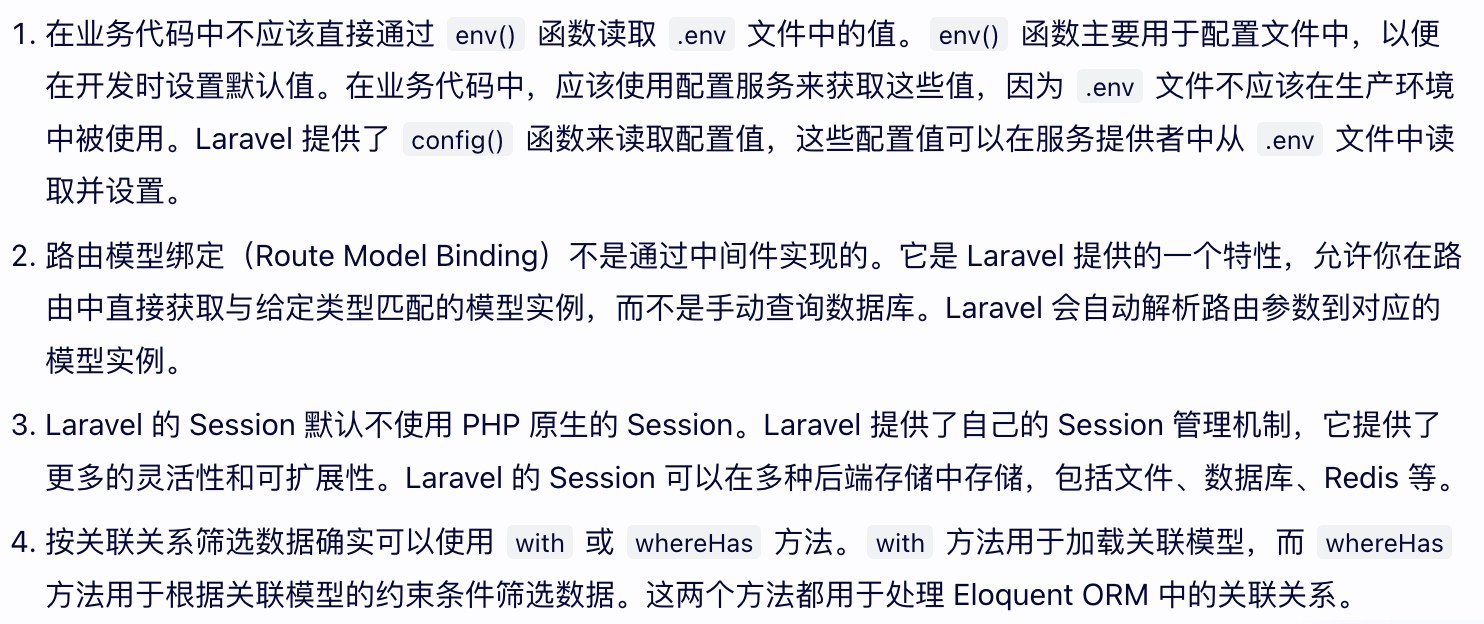 1. 在业务代码中不应该直接通过 env() 函数读取 .env 文件中的值。env() 函数主要用于配置文件中，以便
在开发时设置默认值。在业务代码中，应该使用配置服务来获取这些值，因为 .env 文件不应该在生产环境
中被使用。Laravel 提供了 config() 函数来读取配置值，这些配置值可以在服务提供者中从 .env 文件中读
取并设置。
2. 路由模型绑定（Route Model Binding）不是通过中间件实现的。它是 Laravel 提供的一个特性，允许你在路
由中直接获取与给定类型匹配的模型实例，而不是手动查询数据库。Laravel 会自动解析路由参数到对应的
模型实例。
3. Laravel 的 Session 默认不使用 PHP 原生的 Session。Laravel 提供了自己的 Session 管理机制，它提供了
更多的灵活性和可扩展性。Laravel 的 Session 可以在多种后端存储中存储，包括文件、数据库、Redis 等。
4. 按关联关系筛选数据确实可以使用 with 或 whereHas 方法。with 方法用于加载关联模型，而 whereHas
方法用于根据关联模型的约束条件筛选数据。这两个方法都用于处理 Eloquent ORM 中的关联关系。